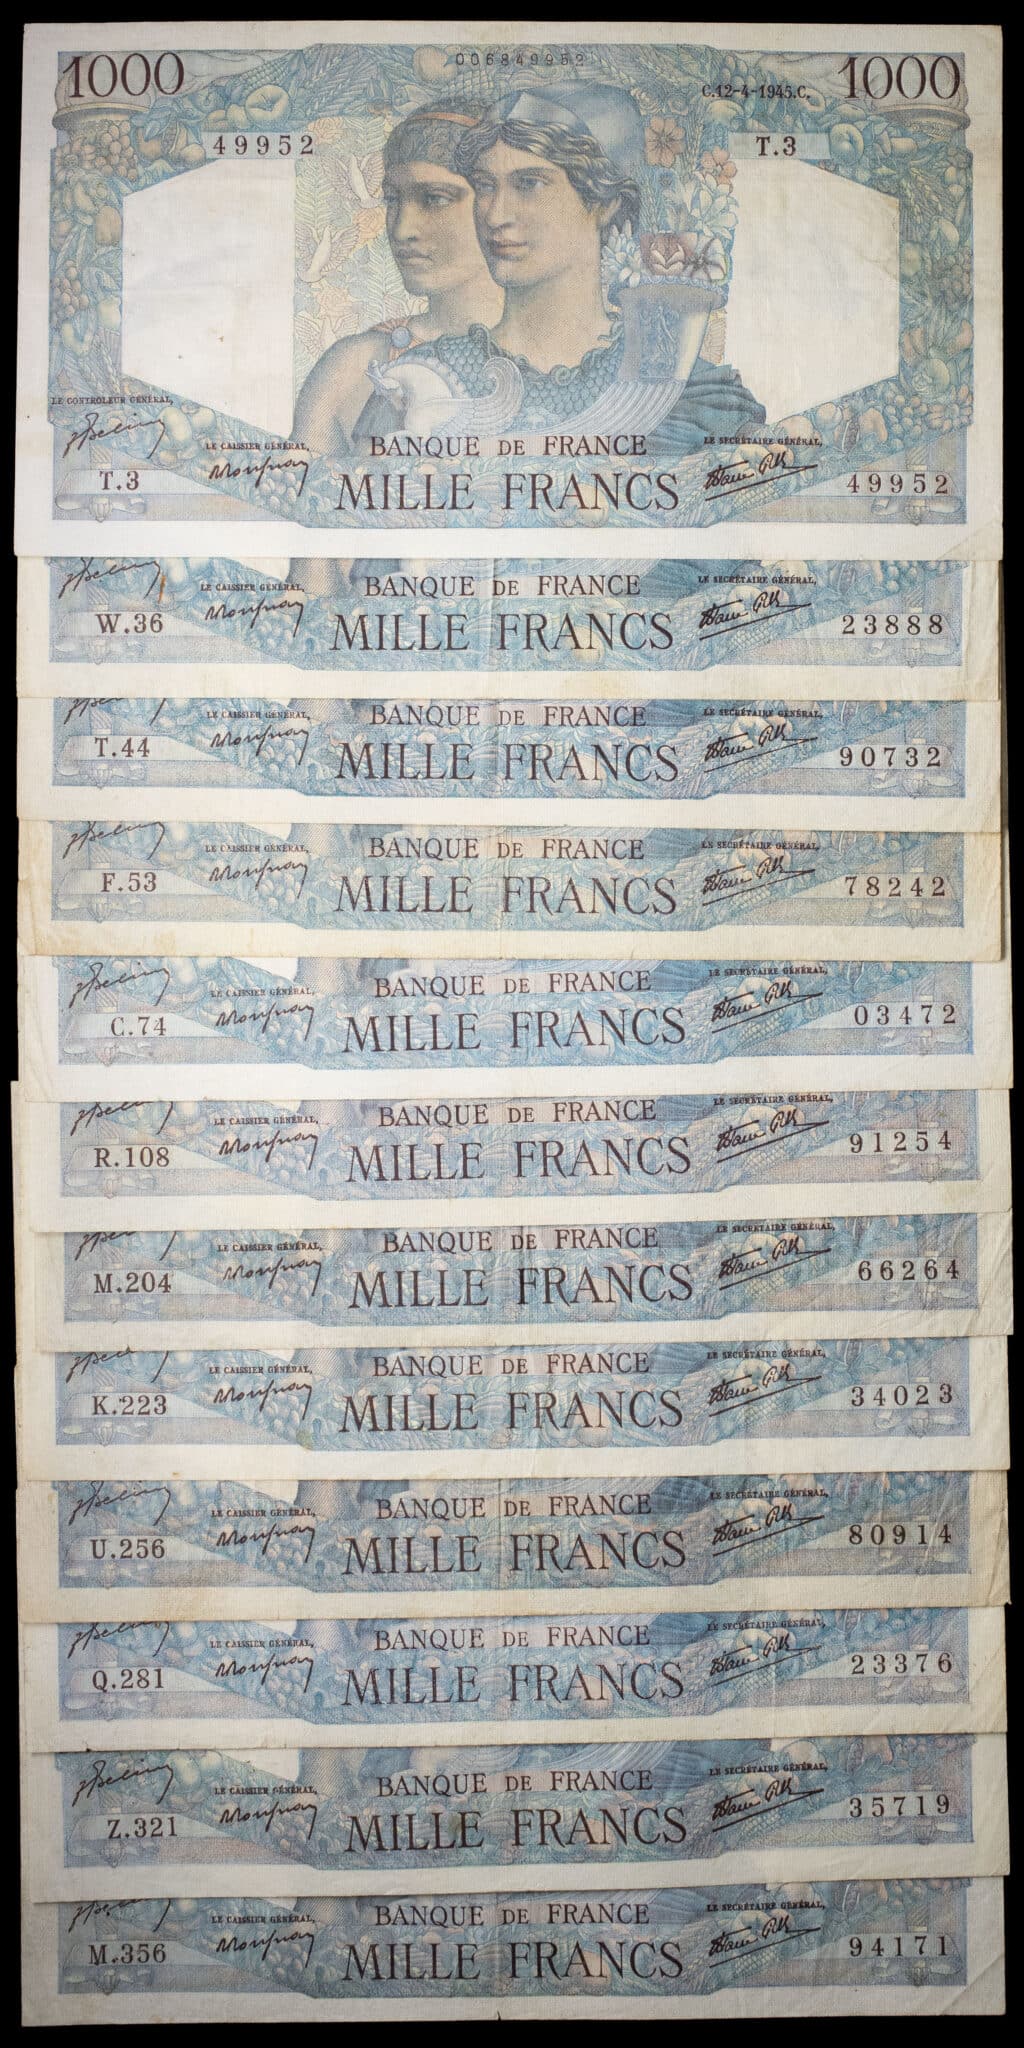 006849952
1000
1000
C.12-4-1945.C.
49952
T.3
LE CONTRÔLEUR GÉNÉRAL,
LE CAISSIER GÉNÉRAL,
BANQUE DE FRANCE
LE SECRÉTAIRE GÉNÉRAL,
T.3
MILLE FRANCS
49952
LE CAISSIER GÉNÉRAL,
BANQUE DE FRANCE
LE SECRÉTAIRE GÉNÉRAL,
W.36
MILLE FRANCS
23888
LE CAISSIER GÉNÉRAL,
BANQUE DE FRANCE
LE SECRÉTAIRE GÉNÉRAL,
T.44
MILLE FRANCS
90732
LE CAISSIER GÉNÉRAL,
BANQUE DE FRANCE
LE SECRÉTAIRE GÉNÉRAL,
F.53
MILLE FRANCS
78242
LE CAISSIER GÉNÉRAL,
BANQUE DE FRANCE
LE SECRÉTAIRE GÉNÉRAL,
C.74
MILLE FRANCS
03472
LE CAISSIER GÉNÉRAL,
BANQUE DE FRANCE
LE SECRÉTAIRE GÉNÉRAL,
R.108
MILLE FRANCS
91254
LE CAISSIER GÉNÉRAL,
BANQUE DE FRANCE
LE SECRÉTAIRE GÉNÉRAL,
M.204
MILLE FRANCS
66264
LE CAISSIER GÉNÉRAL,
BANQUE DE FRANCE
LE SECRÉTAIRE GÉNÉRAL,
K.223
MILLE FRANCS
34023
LE CAISSIER GÉNÉRAL,
BANQUE DE FRANCE
LE SECRÉTAIRE GÉNÉRAL,
U.256
MILLE FRANCS
80914
LE CAISSIER GÉNÉRAL,
BANQUE DE FRANCE
LE SECRÉTAIRE GÉNÉRAL,
Q.281
MILLE FRANCS
23376
LE CAISSIER GÉNÉRAL,
BANQUE DE FRANCE
LE SECRÉTAIRE GÉNÉRAL,
Z.321
MILLE FRANCS
35719
LE CAISSIER GÉNÉRAL,
BANQUE DE FRANCE
LE SECRÉTAIRE GÉNÉRAL,
M.356
MILLE FRANCS
94171